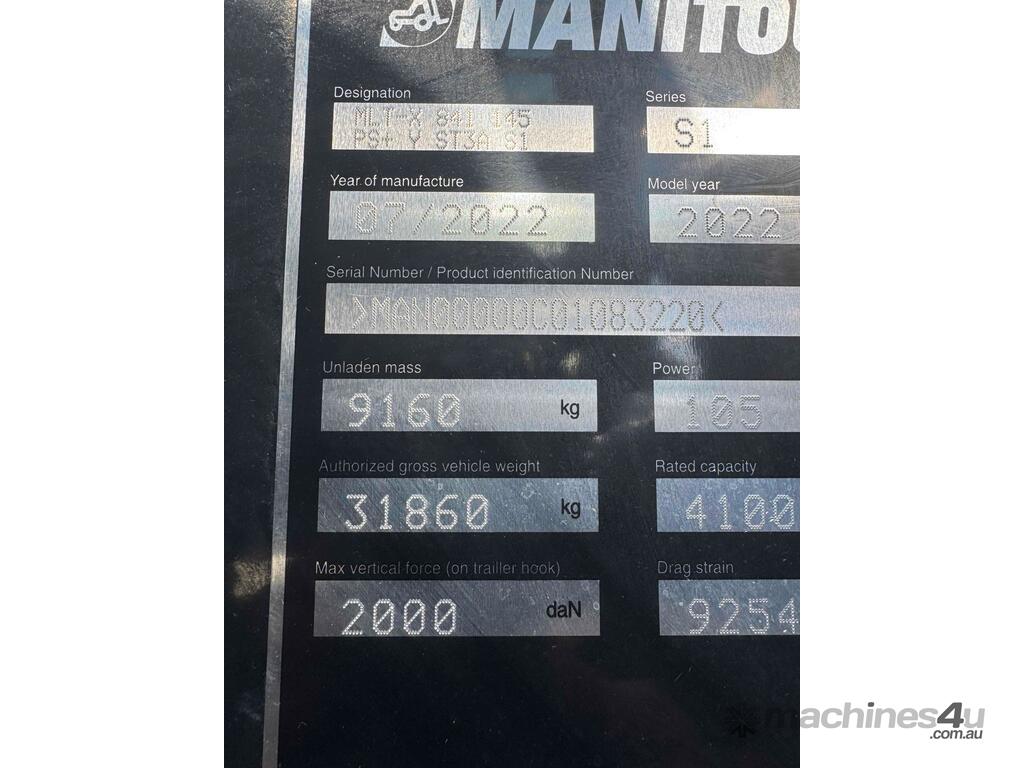 MANITOU
Designation
MLT-X 841 145
PS+ Y ST3A S1
Series
S1
Year of manufacture
07/2022
Model year
2022
Serial Number / Product identification Number
>MAN00000C01083220<
Unladen mass
9160 kg
Power
105
Authorized gross vehicle weight
31860 kg
Rated capacity
4100
Max vertical force (on trailler hook)
2000 daN
Drag strain
9254
machines4u
.com.au